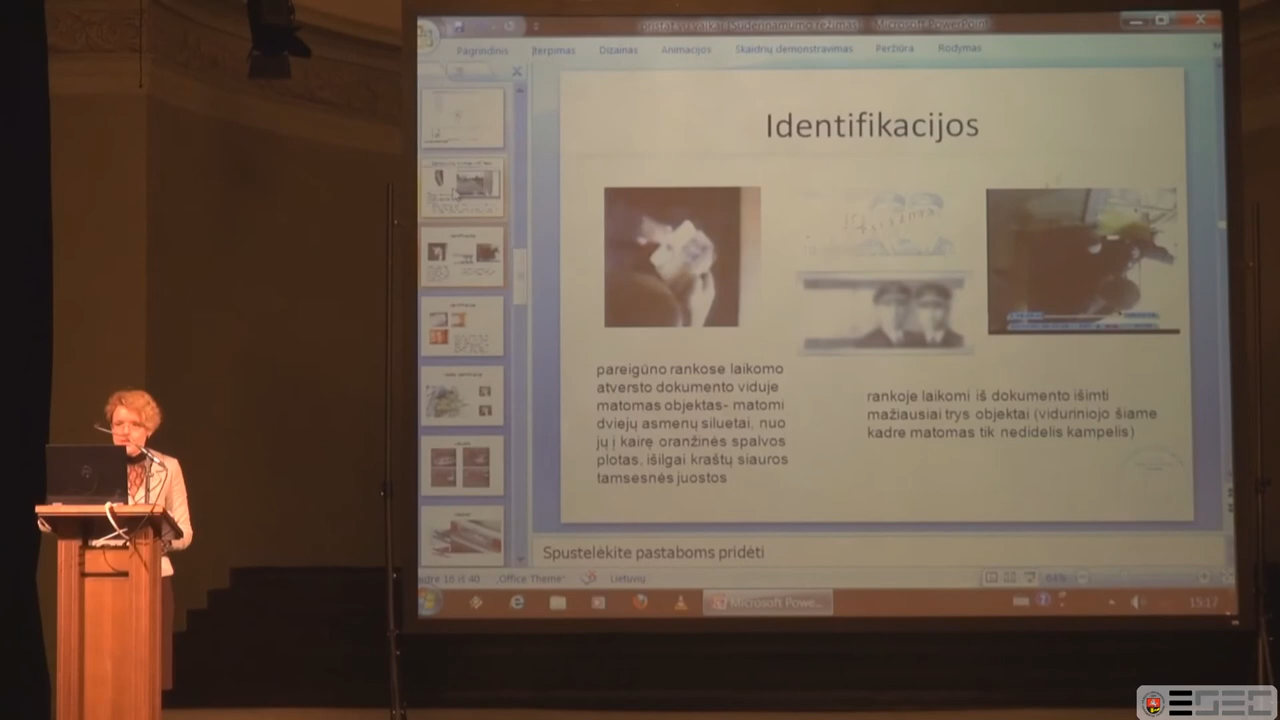 Microsoft PowerPoint
Pagrindinis Įterpimas Dizainas Animacijos Skaidrių demonstravimas Peržiūra Rodymas
Identifikacijos
pareigūno rankose laikomo
atversto dokumento viduje
matomas objektas- matomi
dviejų asmenų siluetai, nuo
jų į kairę oranžinės spalvos
plotas, išilgai kraštų siauros
tamsesnės juostos
rankoje laikomi iš dokumento išimti
mažiausiai trys objektai (viduriniojo šiame
kadre matomas tik nedidelis kampelis)
Spustelėkite pastaboms pridėti
"Office Theme" Lietuvių
64%
Microsoft Powe...
15:17